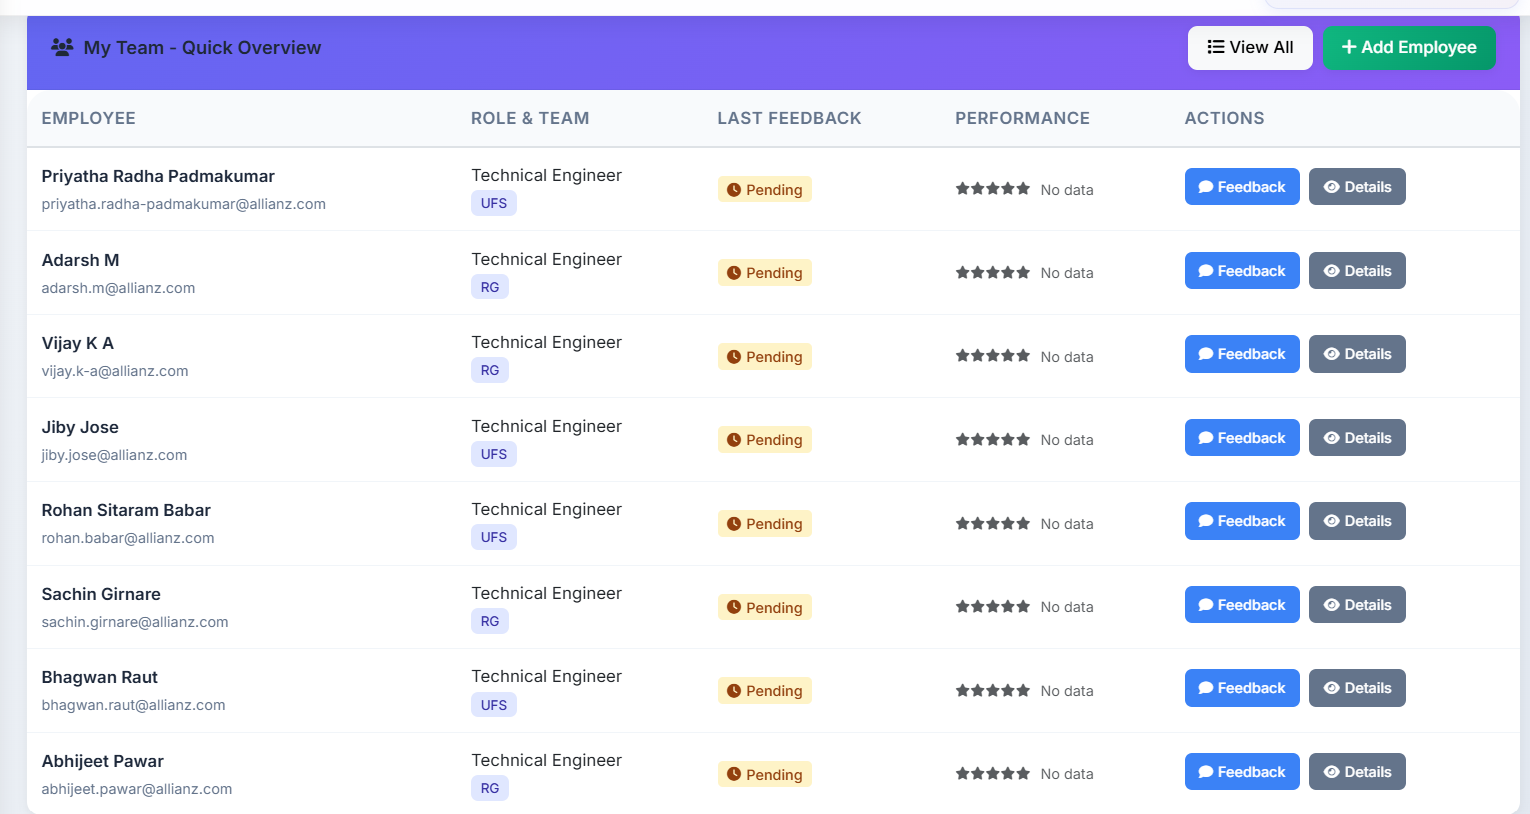 My Team - Quick Overview
View All
Add Employee
EMPLOYEE ROLE & TEAM LAST FEEDBACK PERFORMANCE ACTIONS
Priyatha Radha Padmakumar
priyatha.radha-padmakumar@allianz.com
Technical Engineer
UFS
Pending
No data
Feedback
Details
Adarsh M
adarsh.m@allianz.com
Technical Engineer
RG
Pending
No data
Feedback
Details
Vijay K A
vijay.k-a@allianz.com
Technical Engineer
RG
Pending
No data
Feedback
Details
Jiby Jose
jiby.jose@allianz.com
Technical Engineer
UFS
Pending
No data
Feedback
Details
Rohan Sitaram Babar
rohan.babar@allianz.com
Technical Engineer
UFS
Pending
No data
Feedback
Details
Sachin Girnare
sachin.girnare@allianz.com
Technical Engineer
RG
Pending
No data
Feedback
Details
Bhagwan Raut
bhagwan.raut@allianz.com
Technical Engineer
UFS
Pending
No data
Feedback
Details
Abhijeet Pawar
abhijeet.pawar@allianz.com
Technical Engineer
RG
Pending
No data
Feedback
Details